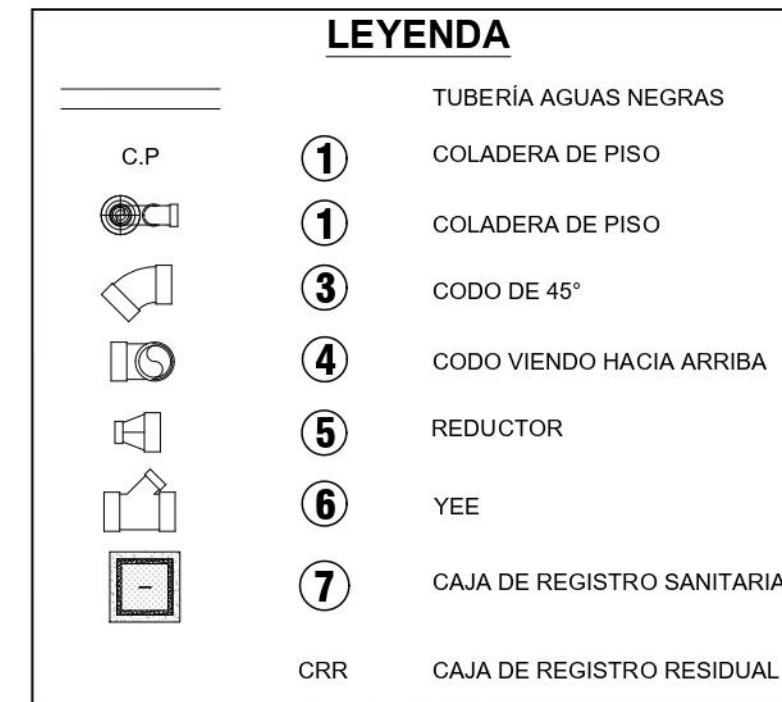 LEYENDA
TUBERÍA AGUAS NEGRAS
C.P 1 COLADERA DE PISO
1 COLADERA DE PISO
3 CODO DE 45°
4 CODO VIENDO HACIA ARRIBA
5 REDUCTOR
6 YEE
7 CAJA DE REGISTRO SANITARIA
CRR CAJA DE REGISTRO RESIDUAL